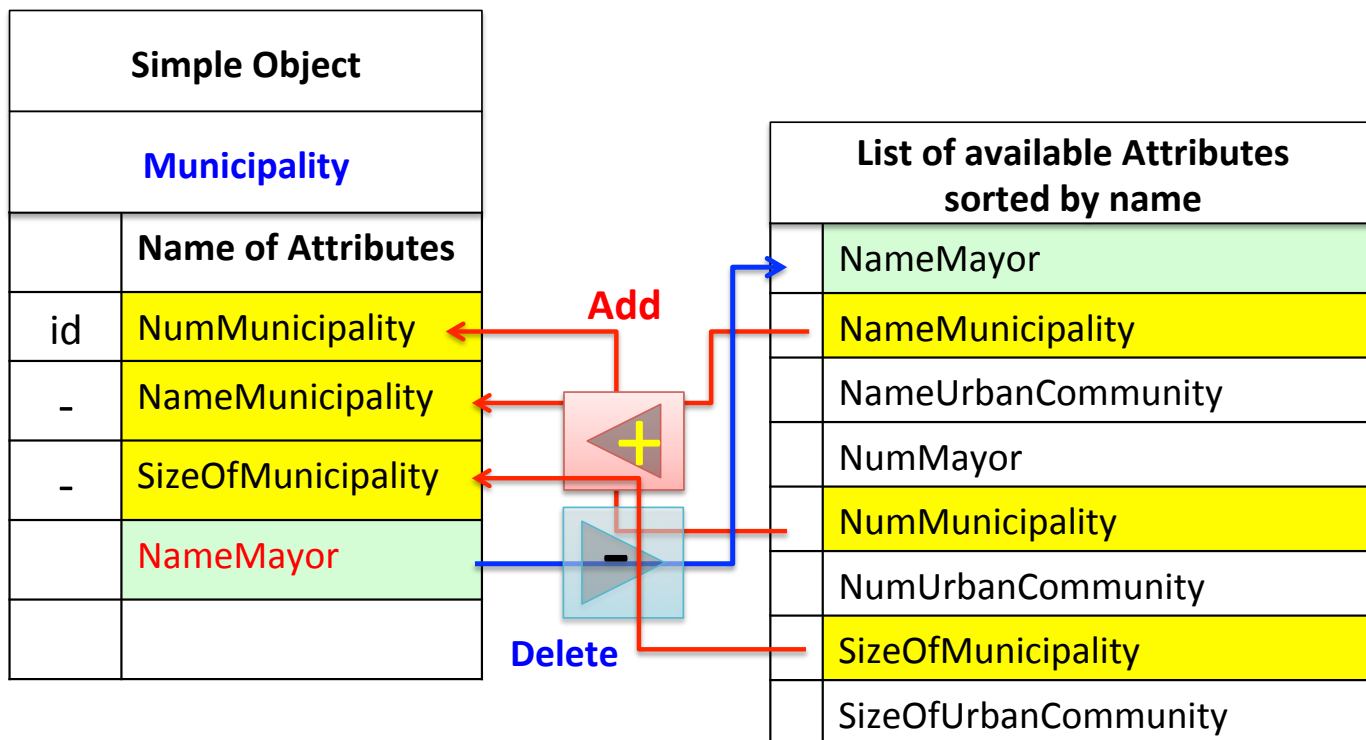 Simple Object
Municipality
Name of Attributes
id NumMunicipality
- NameMunicipality
- SizeOfMunicipality
NameMayor
Add
+
-
Delete
List of available Attributes
sorted by name
NameMayor
NameMunicipality
NameUrbanCommunity
NumMayor
NumMunicipality
NumUrbanCommunity
SizeOfMunicipality
SizeOfUrbanCommunity